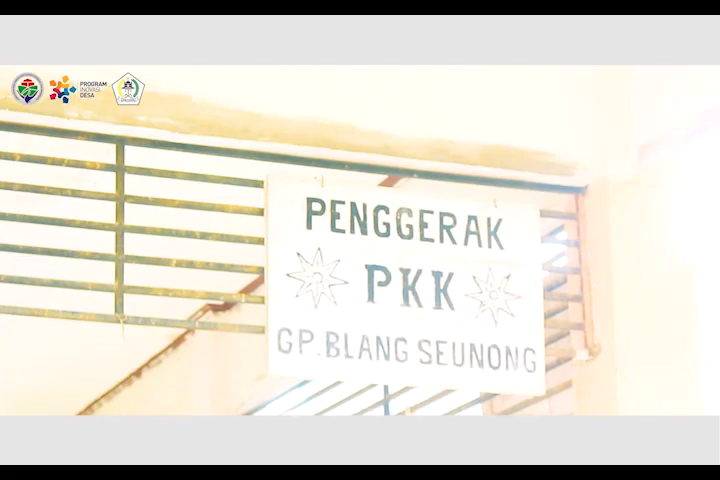 PROGRAM
INOVASI
DESA
PENGGERAK
PKK
GP.BLANG SEUNONG